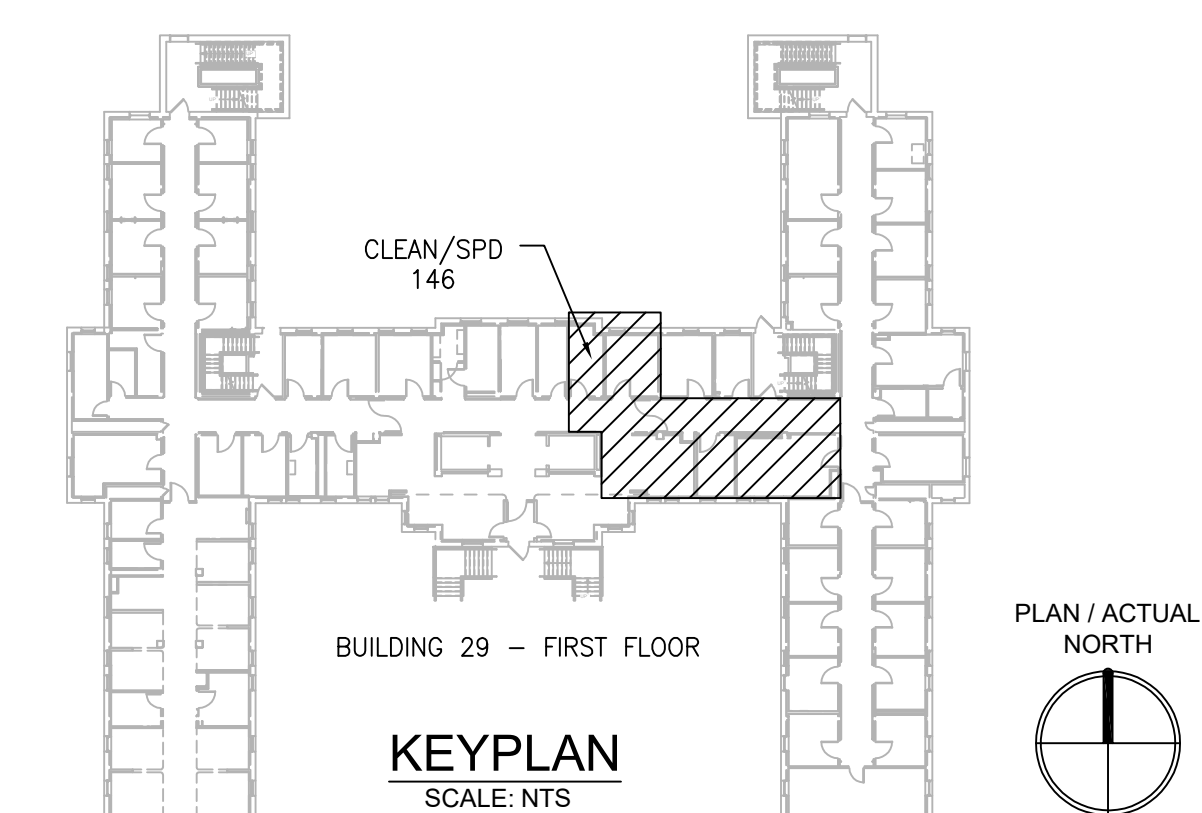 CLEAN/SPD
146
BUILDING 29 – FIRST FLOOR
PLAN / ACTUAL
NORTH
KEYPLAN
SCALE: NTS